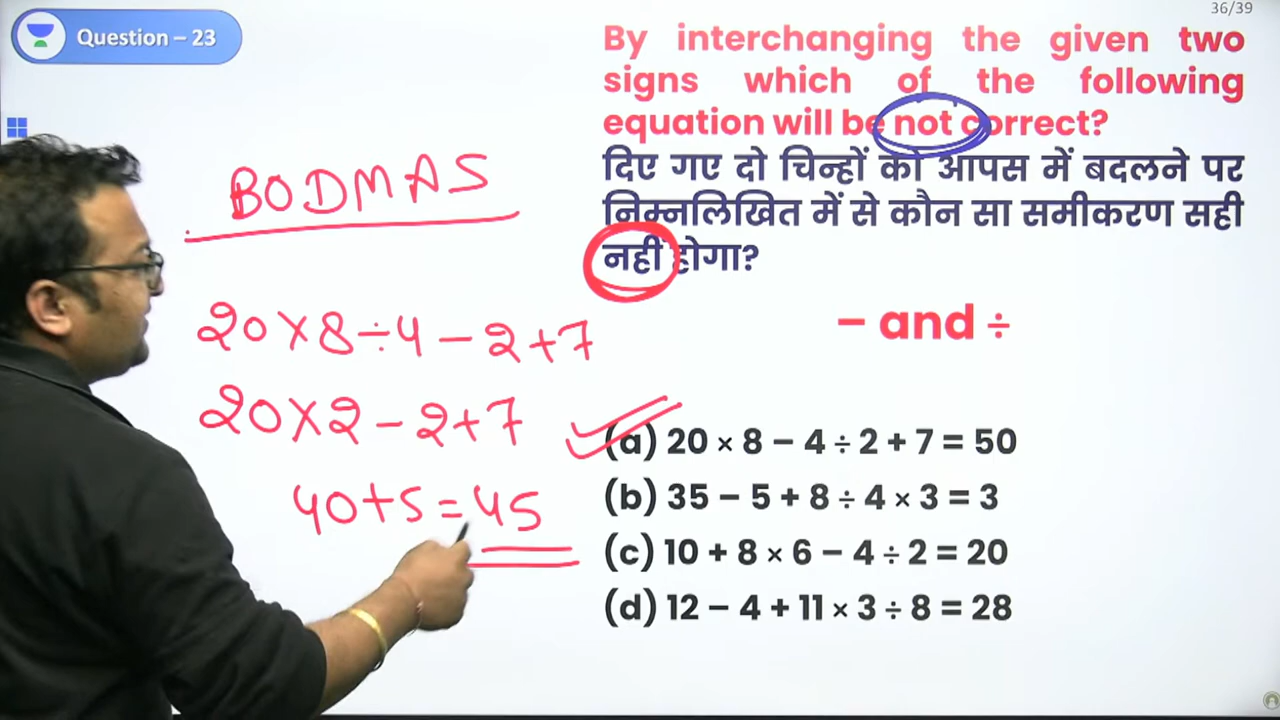 36/39
Question – 23
By interchanging the given two
signs which of the following
equation will be not correct?
दिए गए दो चिन्हों को आपस में बदलने पर
निम्नलिखित में से कौन सा समीकरण सही
नहीं होगा?
– and ÷
(a) 20 × 8 – 4 ÷ 2 + 7 = 50
(b) 35 – 5 + 8 ÷ 4 × 3 = 3
(c) 10 + 8 × 6 – 4 ÷ 2 = 20
(d) 12 – 4 + 11 × 3 ÷ 8 = 28
BODMAS
20×8÷4–2+7
20×2–2+7
40+5=45